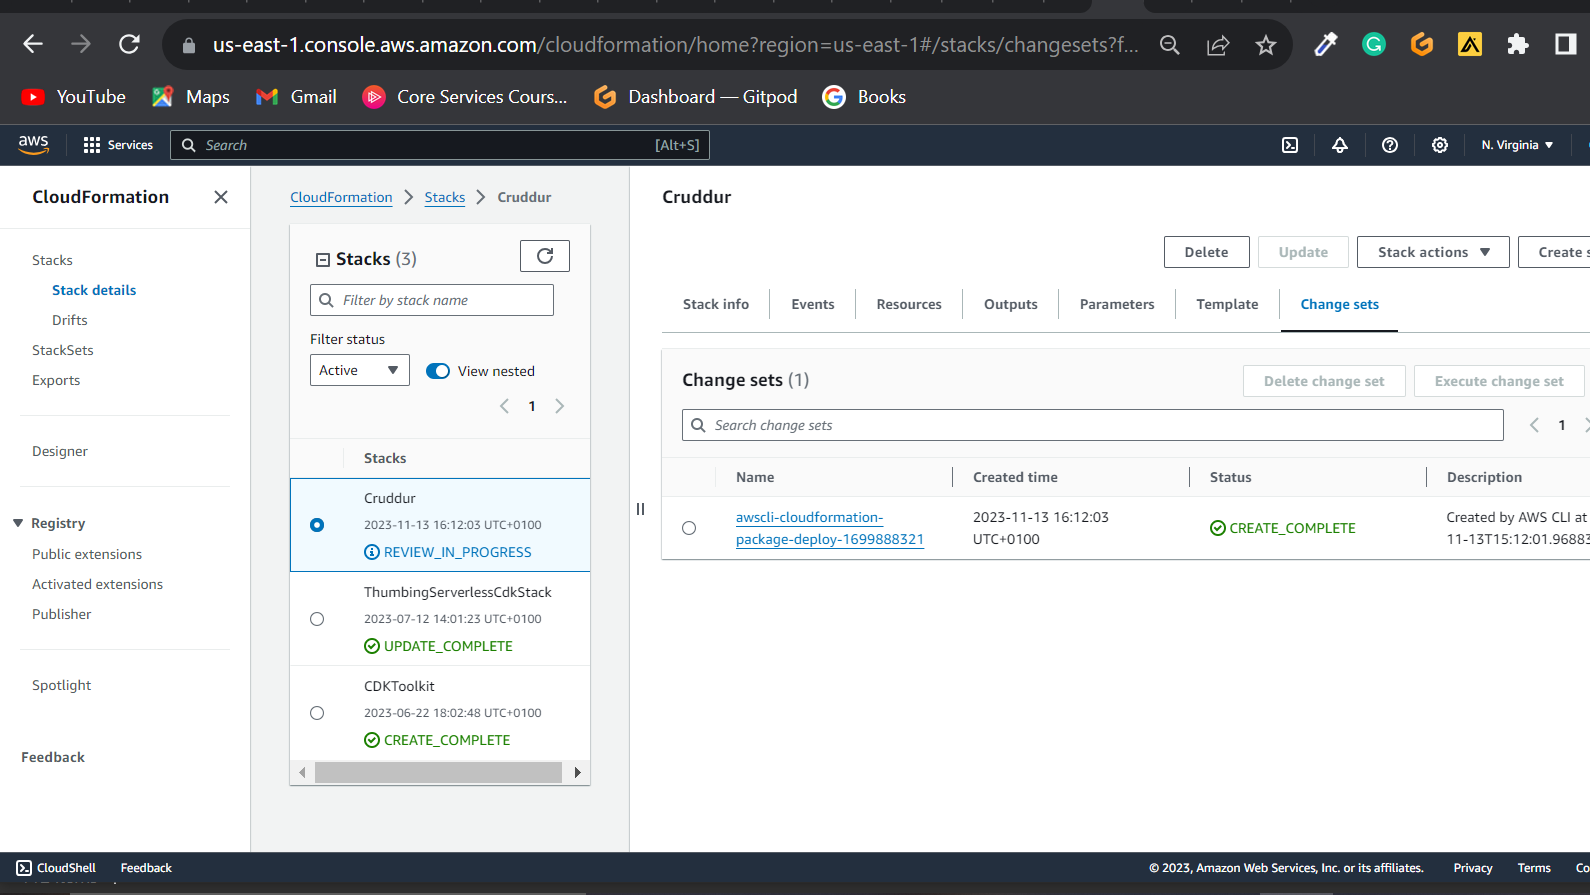 us-east-1.console.aws.amazon.com/cloudformation/home?region=us-east-1#/stacks/changesets?f...
YouTube
Maps
Gmail
Core Services Cours...
Dashboard — Gitpod
Books
aws
Services
Search
[Alt+S]
N. Virginia
CloudFormation
Stacks
Stack details
Drifts
StackSets
Exports
Designer
Registry
Public extensions
Activated extensions
Publisher
Spotlight
Feedback
CloudFormation > Stacks > Cruddur
Stacks (3)
Filter by stack name
Filter status
Active
View nested
1
Stacks
Cruddur
2023-11-13 16:12:03 UTC+0100
REVIEW_IN_PROGRESS
ThumbingServerlessCdkStack
2023-07-12 14:01:23 UTC+0100
UPDATE_COMPLETE
CDKToolkit
2023-06-22 18:02:48 UTC+0100
CREATE_COMPLETE
Cruddur
Delete
Update
Stack actions
Create s
Stack info
Events
Resources
Outputs
Parameters
Template
Change sets
Change sets (1)
Delete change set
Execute change set
Search change sets
1
Name
Created time
Status
Description
awscli-cloudformation-
package-deploy-1699888321
2023-11-13 16:12:03
UTC+0100
CREATE_COMPLETE
Created by AWS CLI at
11-13T15:12:01.96883
CloudShell
Feedback
© 2023, Amazon Web Services, Inc. or its affiliates.
Privacy
Terms
Co